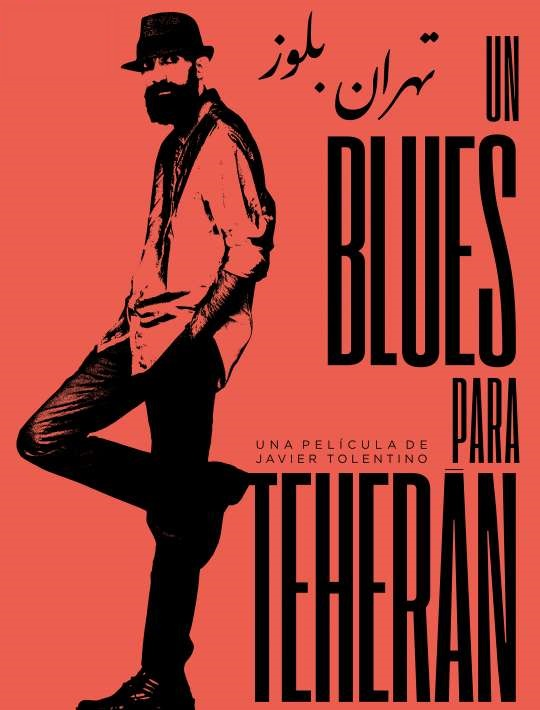 تهران بلوز
UN
BLUES
PARA
UNA PELÍCULA DE
JAVIER TOLENTINO
TEHERĀN